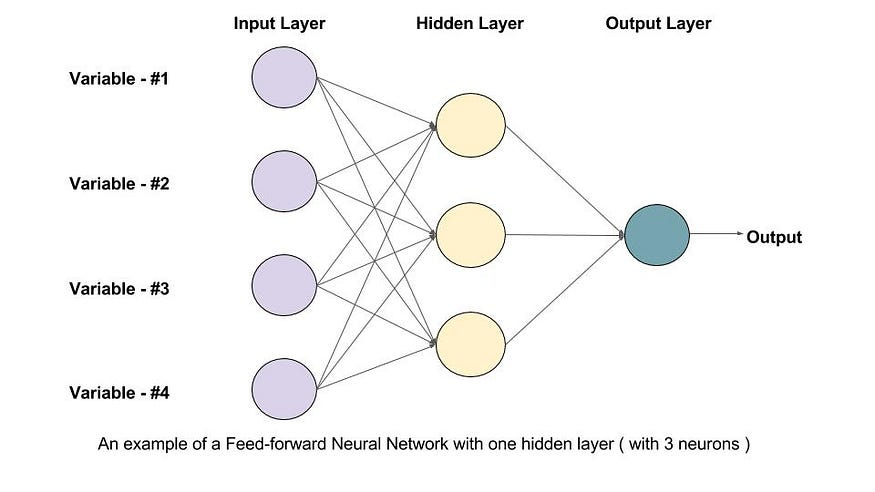 Input Layer
Hidden Layer
Output Layer
Variable - #1
Variable - #2
Variable - #3
Variable - #4
Output
An example of a Feed-forward Neural Network with one hidden layer ( with 3 neurons )